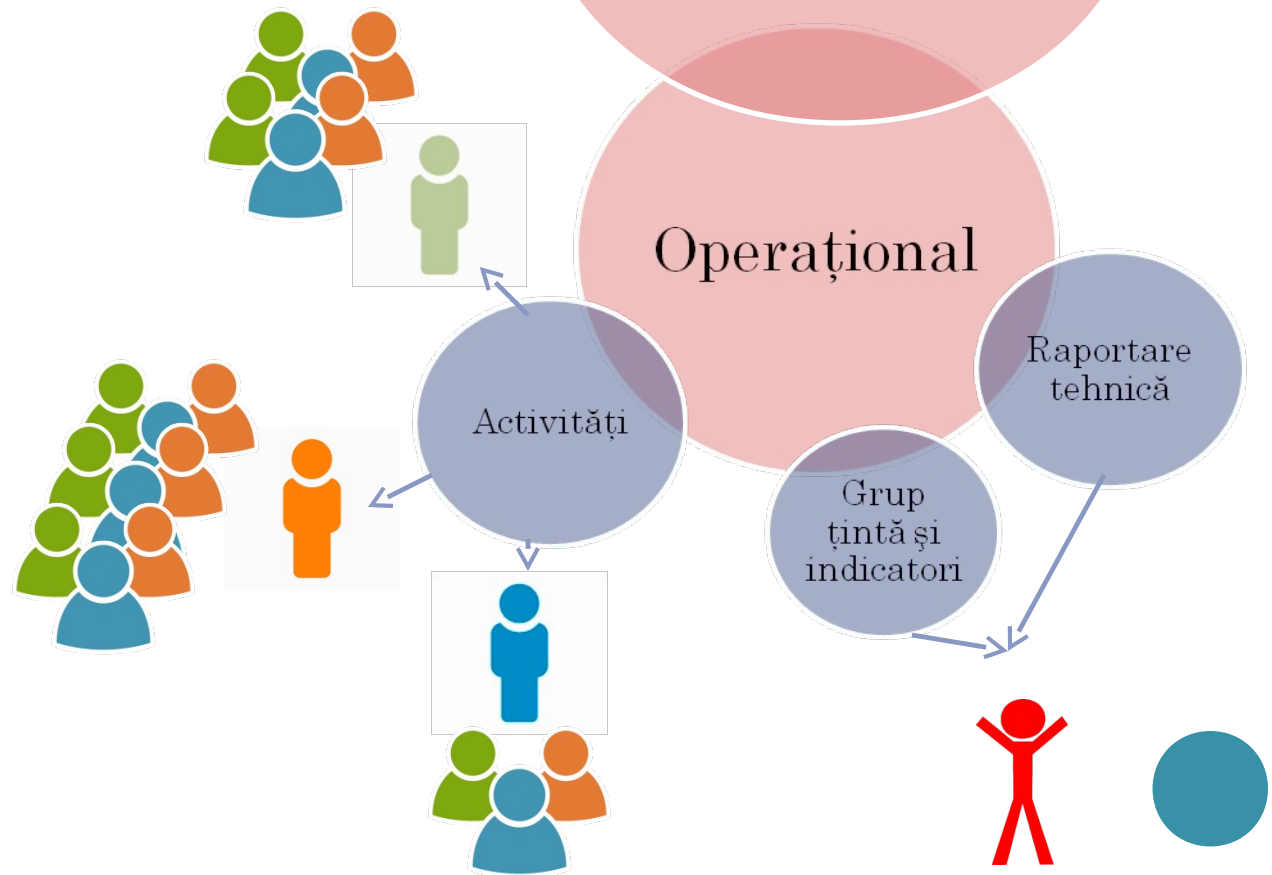 Operațional
Raportare
tehnică
Activități
Grup
țintă și
indicatori